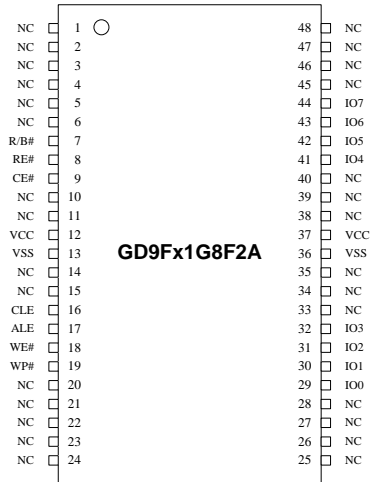 NC 1 48 NC
NC 2 47 NC
NC 3 46 NC
NC 4 45 NC
NC 5 44 IO7
NC 6 43 IO6
R/B# 7 42 IO5
RE# 8 41 IO4
CE# 9 40 NC
NC 10 39 NC
NC 11 38 NC
VCC 12 37 VCC
VSS 13 GD9Fx1G8F2A 36 VSS
NC 14 35 NC
NC 15 34 NC
CLE 16 33 NC
ALE 17 32 IO3
WE# 18 31 IO2
WP# 19 30 IO1
NC 20 29 IO0
NC 21 28 NC
NC 22 27 NC
NC 23 26 NC
NC 24 25 NC